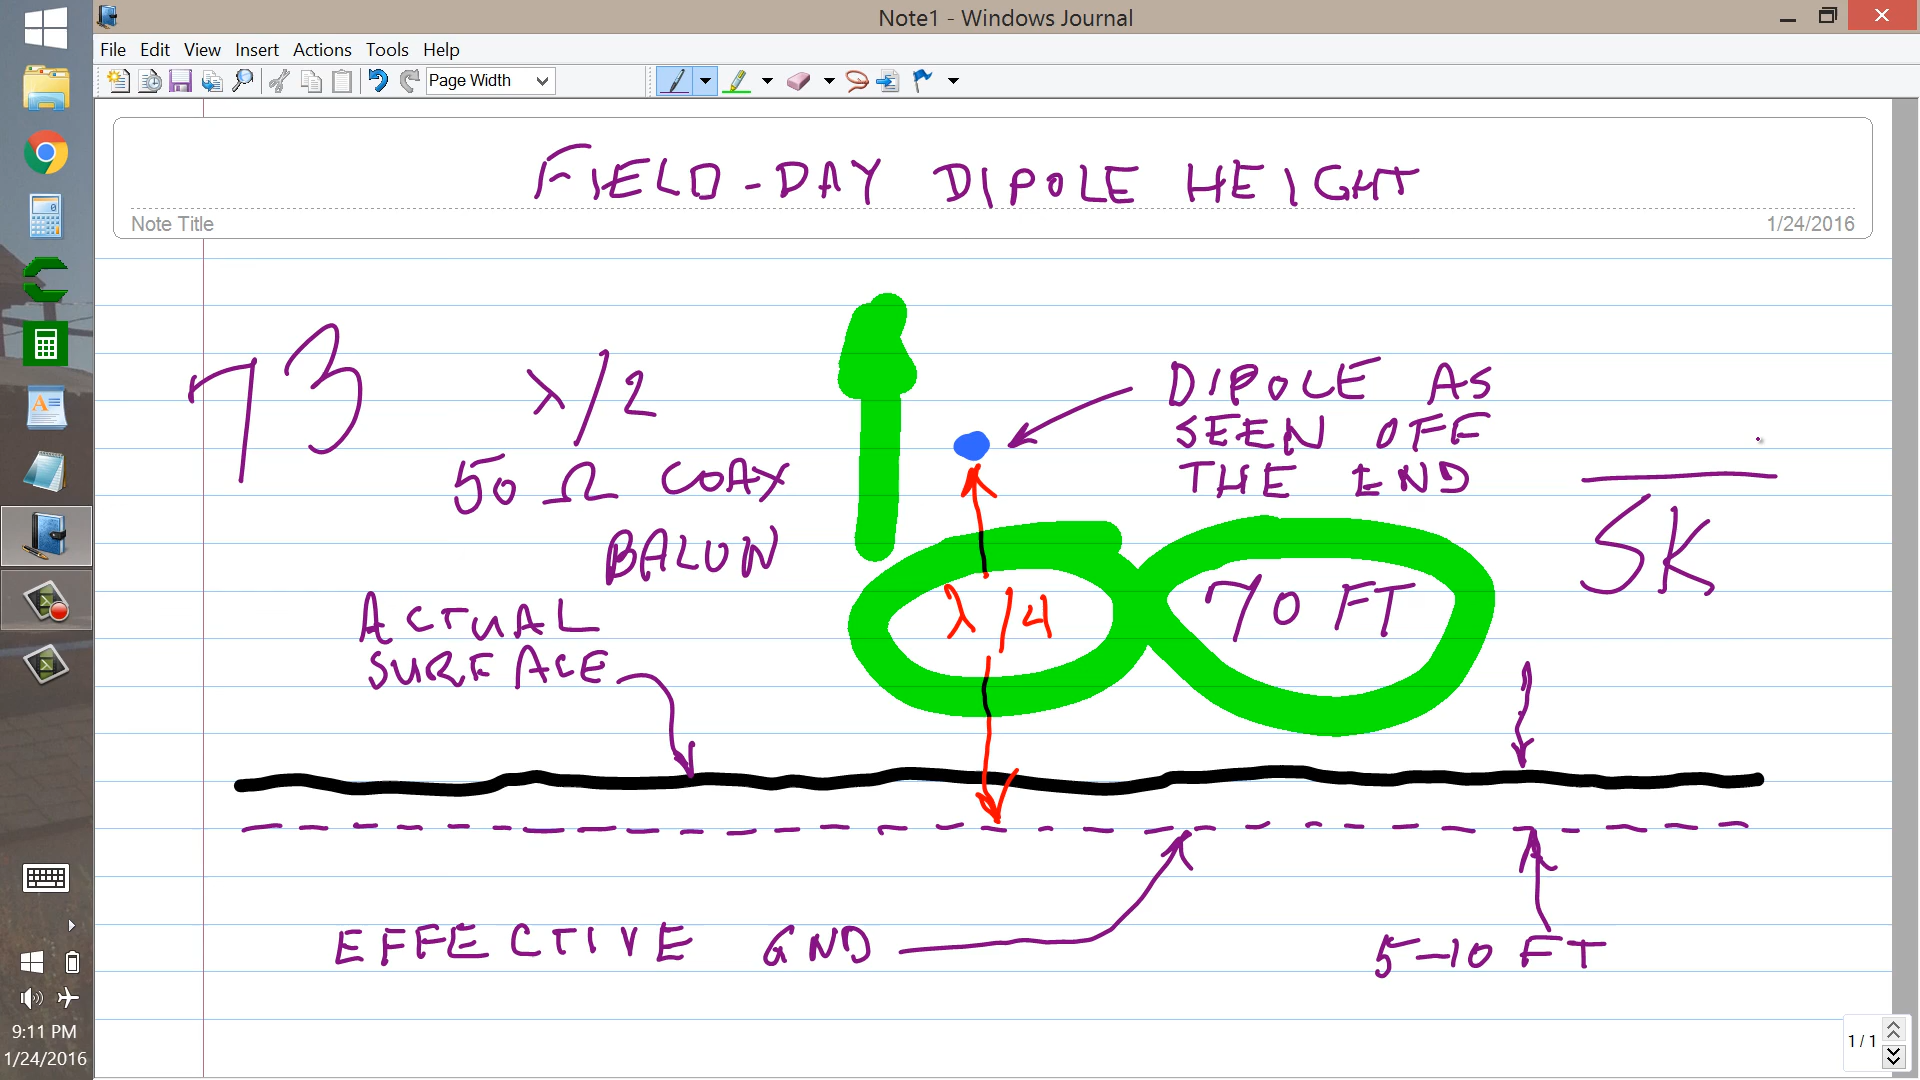 Note1 - Windows Journal
File Edit View Insert Actions Tools Help
Page Width
FIELD-DAY DIPOLE HEIGHT
Note Title
1/24/2016
73
λ/2
50 Ω COAX
BALUN
DIPOLE AS
SEEN OFF
THE END
SK
λ/4
70 FT
ACTUAL
SURFACE
EFFECTIVE GND
5-10 FT
9:11 PM
1/24/2016
1 / 1